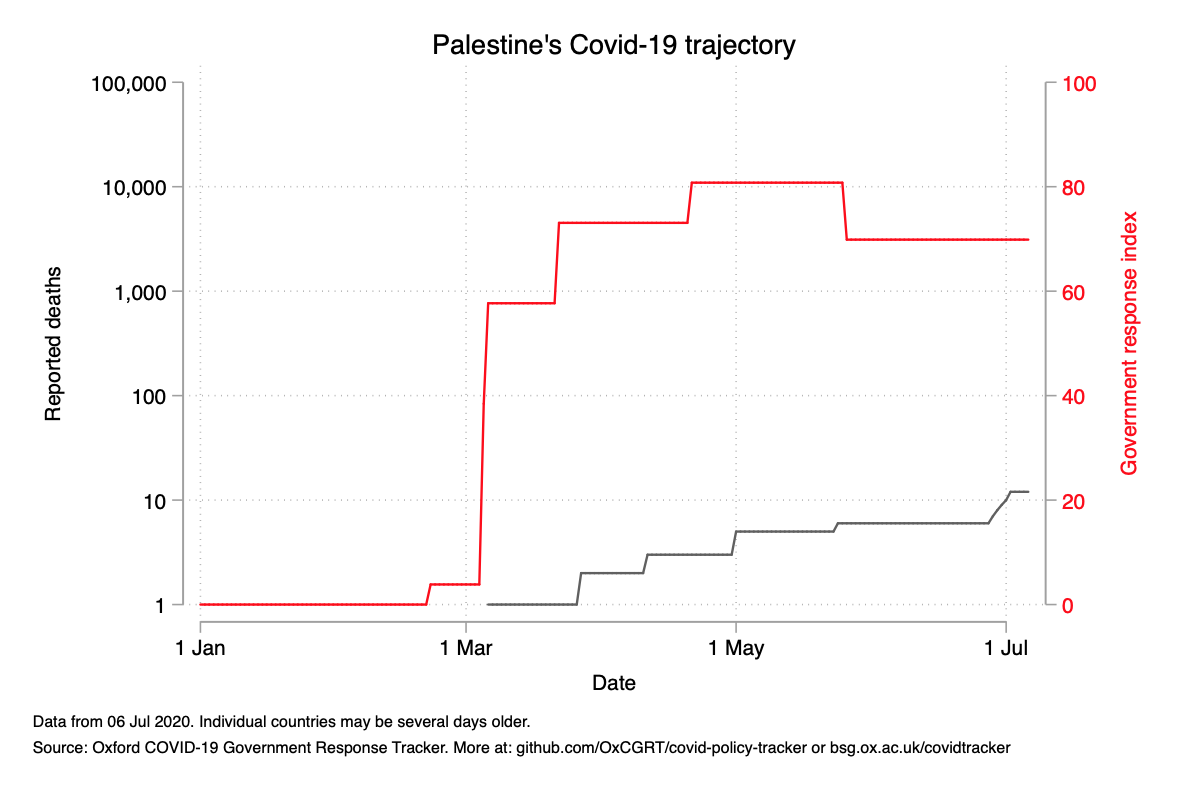 Palestine's Covid-19 trajectory
100,000
10,000
1,000
100
10
1
Reported deaths
100
80
60
40
20
0
Government response index
1 Jan 1 Mar 1 May 1 Jul
Date
Data from 06 Jul 2020. Individual countries may be several days older.
Source: Oxford COVID-19 Government Response Tracker. More at: github.com/OxCGRT/covid-policy-tracker or bsg.ox.ac.uk/covidtracker